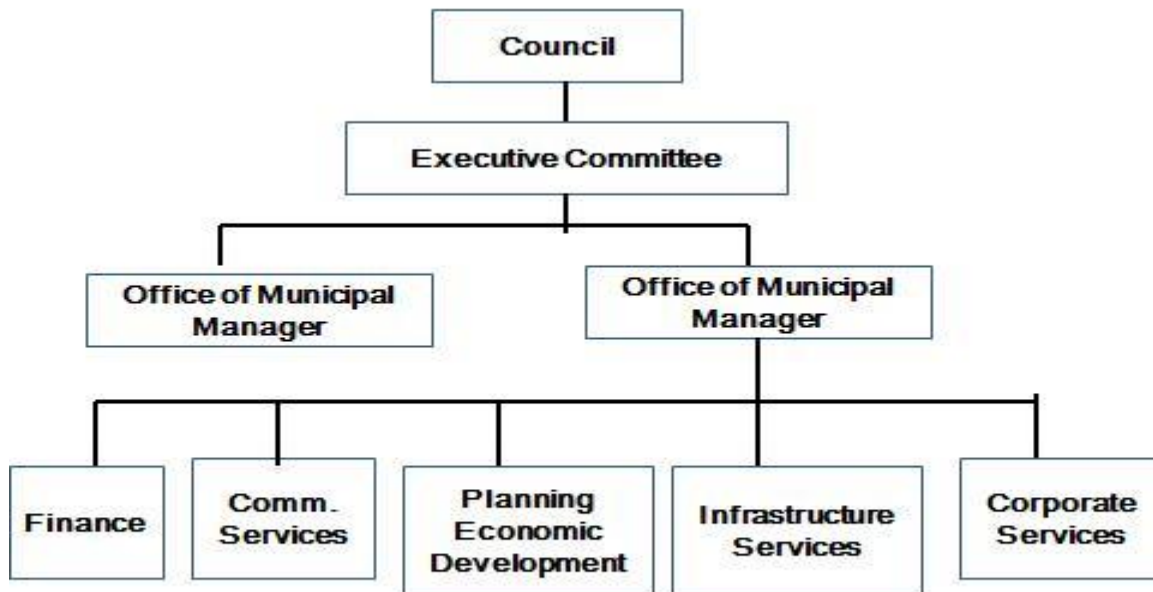 Council
Executive Committee
Office of Municipal
Manager
Office of Municipal
Manager
Finance
Comm.
Services
Planning
Economic
Development
Infrastructure
Services
Corporate
Services